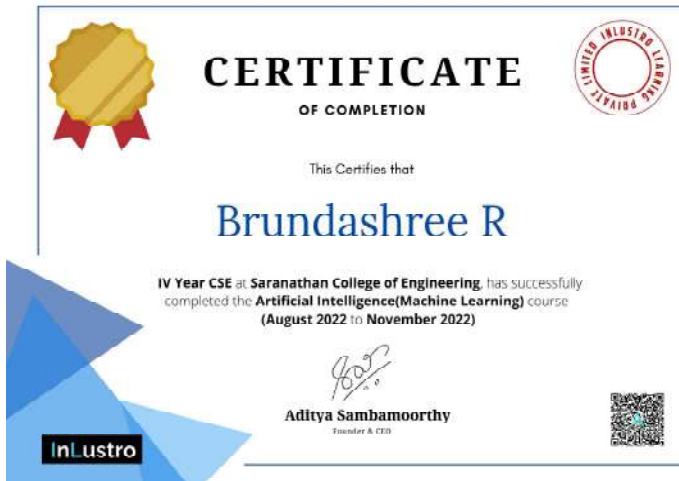 CERTIFICATE
OF COMPLETION
INLUSTRO LEARNING PRIVATE LIMITED
This Certifies that
Brundashree R
IV Year CSE at Saranathan College of Engineering, has successfully
completed the Artificial Intelligence(Machine Learning) course
(August 2022 to November 2022)
Aditya Sambamoorthy
Founder & CEO
InLustro